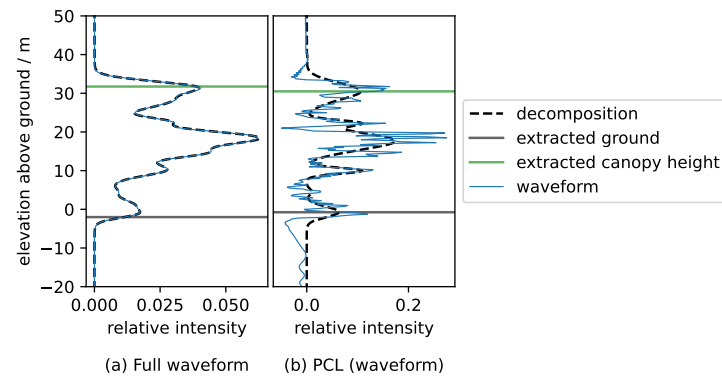 elevation above ground / m
50
40
30
20
10
0
−10
−20
0.000
0.025
0.050
relative intensity
(a) Full waveform
0.0
0.2
relative intensity
(b) PCL (waveform)
decomposition
extracted ground
extracted canopy height
waveform